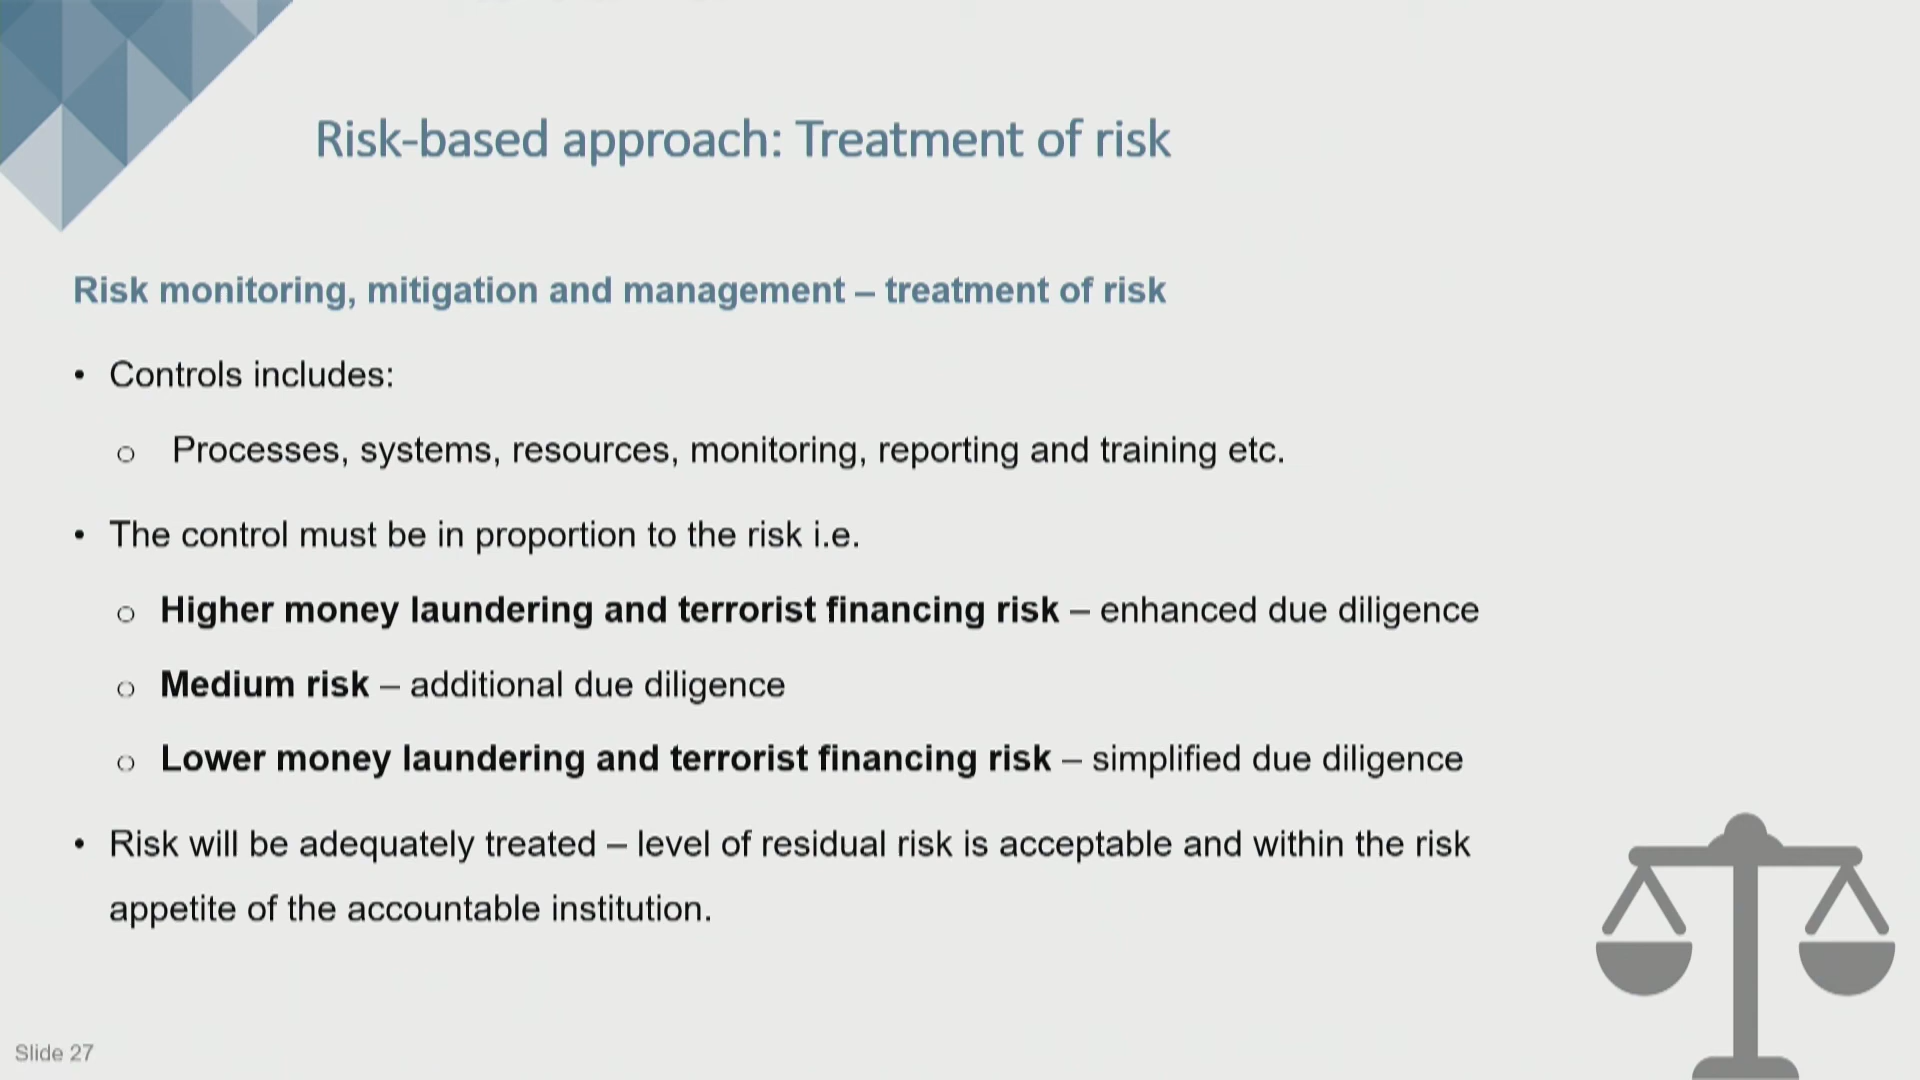 Risk-based approach: Treatment of risk
Risk monitoring, mitigation and management – treatment of risk
• Controls includes:
o Processes, systems, resources, monitoring, reporting and training etc.
• The control must be in proportion to the risk i.e.
o Higher money laundering and terrorist financing risk – enhanced due diligence
o Medium risk – additional due diligence
o Lower money laundering and terrorist financing risk – simplified due diligence
• Risk will be adequately treated – level of residual risk is acceptable and within the risk
appetite of the accountable institution.
Slide 27